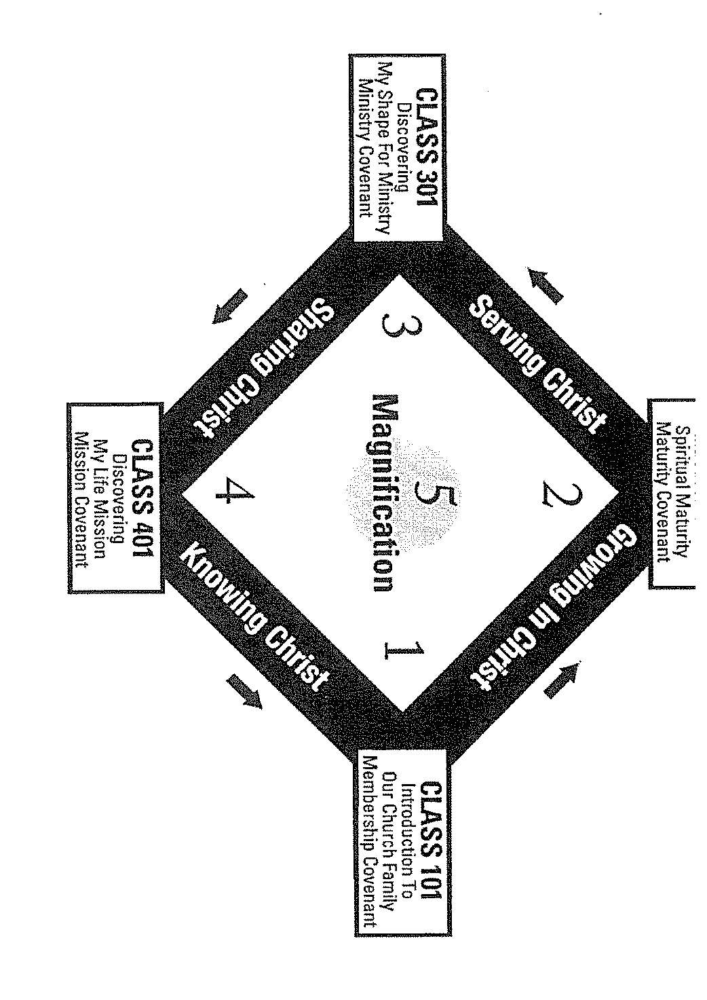 Spiritual Maturity
Maturity Covenant
Serving Christ
Growing In Christ
2
CLASS 301
Discovering
My Shape For Ministry
Ministry Covenant
3
5
Magnification
1
CLASS 101
Introduction To
Our Church Family
Membership Covenant
4
Sharing Christ
Knowing Christ
CLASS 401
Discovering
My Life Mission
Mission Covenant